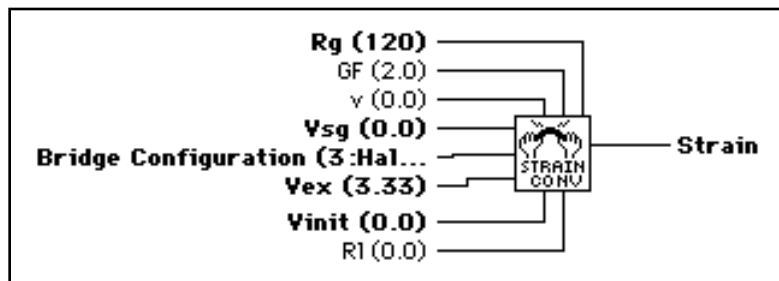 Rg (120)
GF (2.0)
v (0.0)
Vsg (0.0)
Bridge Configuration (3 :Hal...
Vex (3.33)
Vinit (0.0)
Rl (0.0)
STRAIN
CONV
Strain